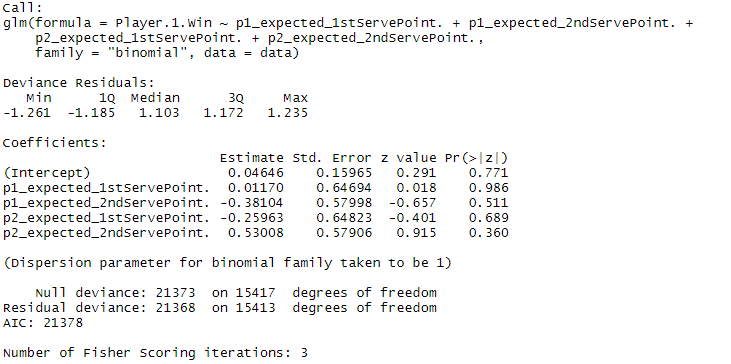 Call:
glm(formula = Player.1.Win ~ p1_expected_1stServePoint. + p1_expected_2ndServePoint. +
    p2_expected_1stServePoint. + p2_expected_2ndServePoint.,
    family = "binomial", data = data)
Deviance Residuals:
   Min      1Q  Median      3Q     Max
-1.261  -1.185   1.103   1.172   1.235
Coefficients:
                           Estimate Std. Error z value Pr(>|z|)
(Intercept)                 0.04646    0.15965   0.291    0.771
p1_expected_1stServePoint.  0.01170    0.64694   0.018    0.986
p1_expected_2ndServePoint. -0.38104    0.57998  -0.657    0.511
p2_expected_1stServePoint. -0.25963    0.64823  -0.401    0.689
p2_expected_2ndServePoint.  0.53008    0.57906   0.915    0.360
(Dispersion parameter for binomial family taken to be 1)
    Null deviance: 21373  on 15417  degrees of freedom
Residual deviance: 21368  on 15413  degrees of freedom
AIC: 21378
Number of Fisher Scoring iterations: 3